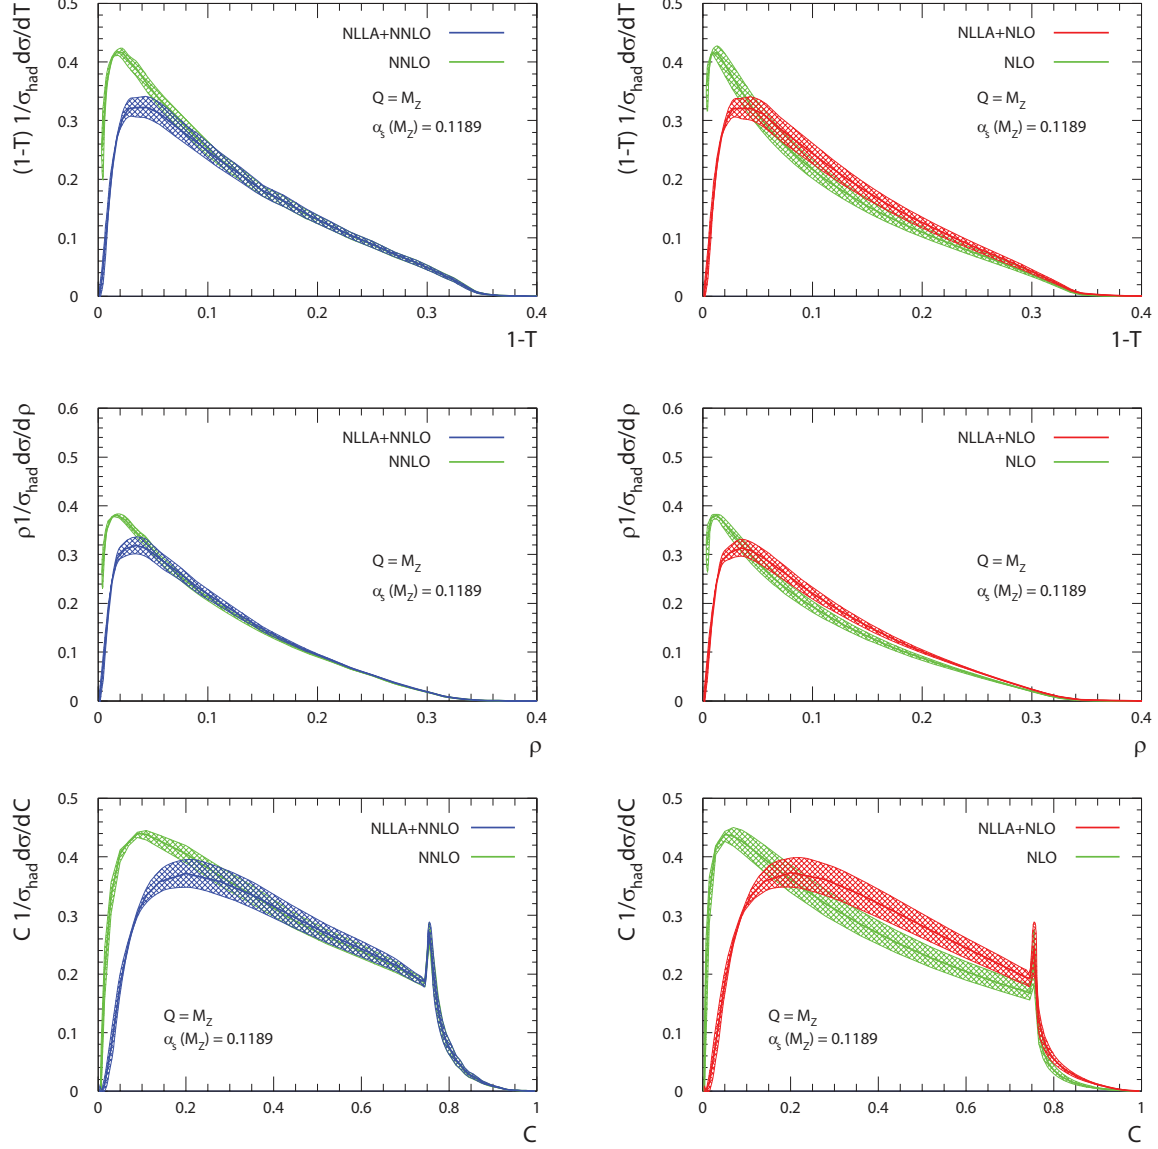 (1-T) 1/σhad dσ/dT
0.5
0.4
0.3
0.2
0.1
0
NLLA+NNLO
NNLO
Q = MZ
αs (MZ) = 0.1189
0
0.1
0.2
0.3
0.4
1-T
(1-T) 1/σhad dσ/dT
0.5
0.4
0.3
0.2
0.1
0
NLLA+NLO
NLO
Q = MZ
αs (MZ) = 0.1189
0
0.1
0.2
0.3
0.4
1-T
ρ1/σhad dσ/dρ
0.6
0.5
0.4
0.3
0.2
0.1
0
NLLA+NNLO
NNLO
Q = MZ
αs (MZ) = 0.1189
0
0.1
0.2
0.3
0.4
ρ
ρ1/σhad dσ/dρ
0.6
0.5
0.4
0.3
0.2
0.1
0
NLLA+NLO
NLO
Q = MZ
αs (MZ) = 0.1189
0
0.1
0.2
0.3
0.4
ρ
C 1/σhad dσ/dC
0.5
0.4
0.3
0.2
0.1
0
NLLA+NNLO
NNLO
Q = MZ
αs (MZ) = 0.1189
0
0.2
0.4
0.6
0.8
1
C
C 1/σhad dσ/dC
0.5
0.4
0.3
0.2
0.1
0
NLLA+NLO
NLO
Q = MZ
αs (MZ) = 0.1189
0
0.2
0.4
0.6
0.8
1
C